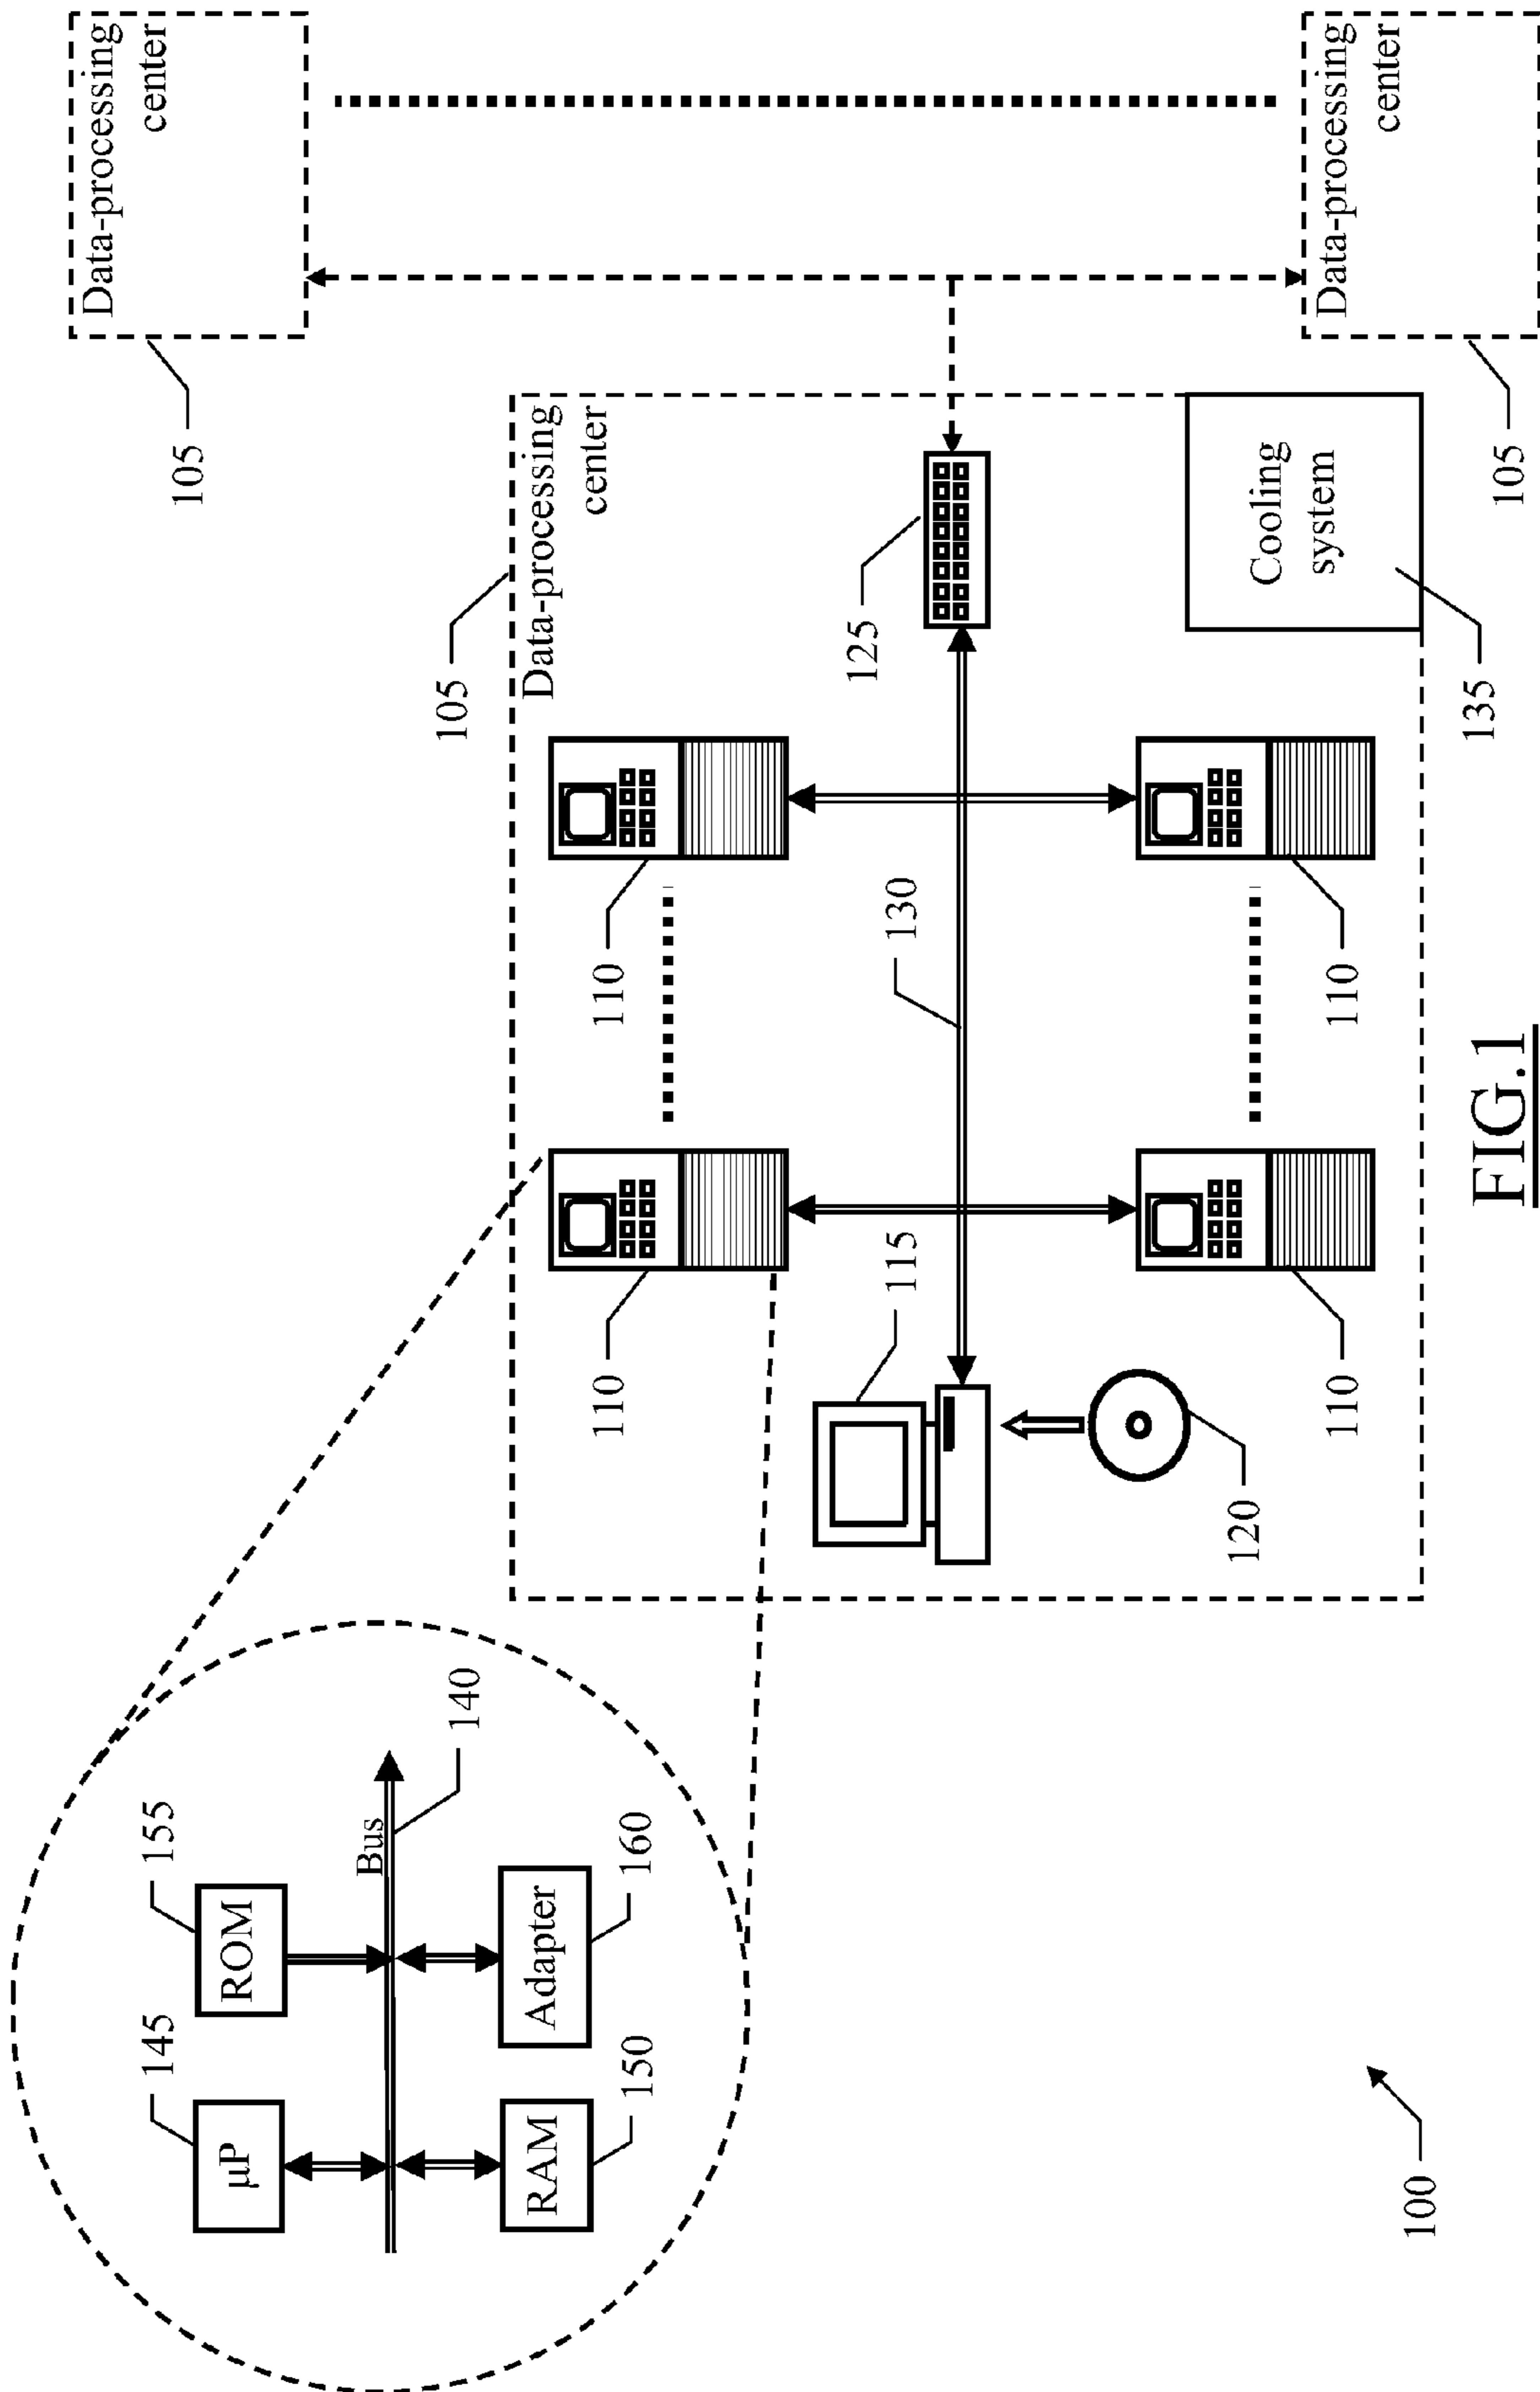 145
155
μP
ROM
Bus
140
RAM
Adapter
150
160
105
Data-processing
center
105
Data-processing
center
110
110
115
130
125
120
110
110
Cooling
system
135
105
Data-processing
center
100
FIG.1